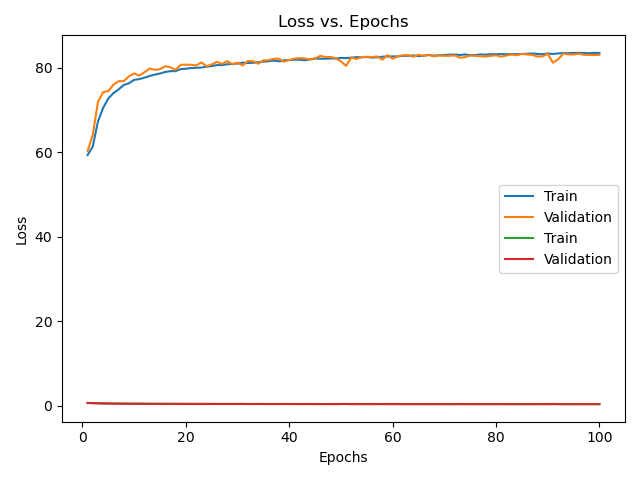 Loss vs. Epochs
80
60
40
20
0
Loss
Train
Validation
Train
Validation
0 20 40 60 80 100
Epochs